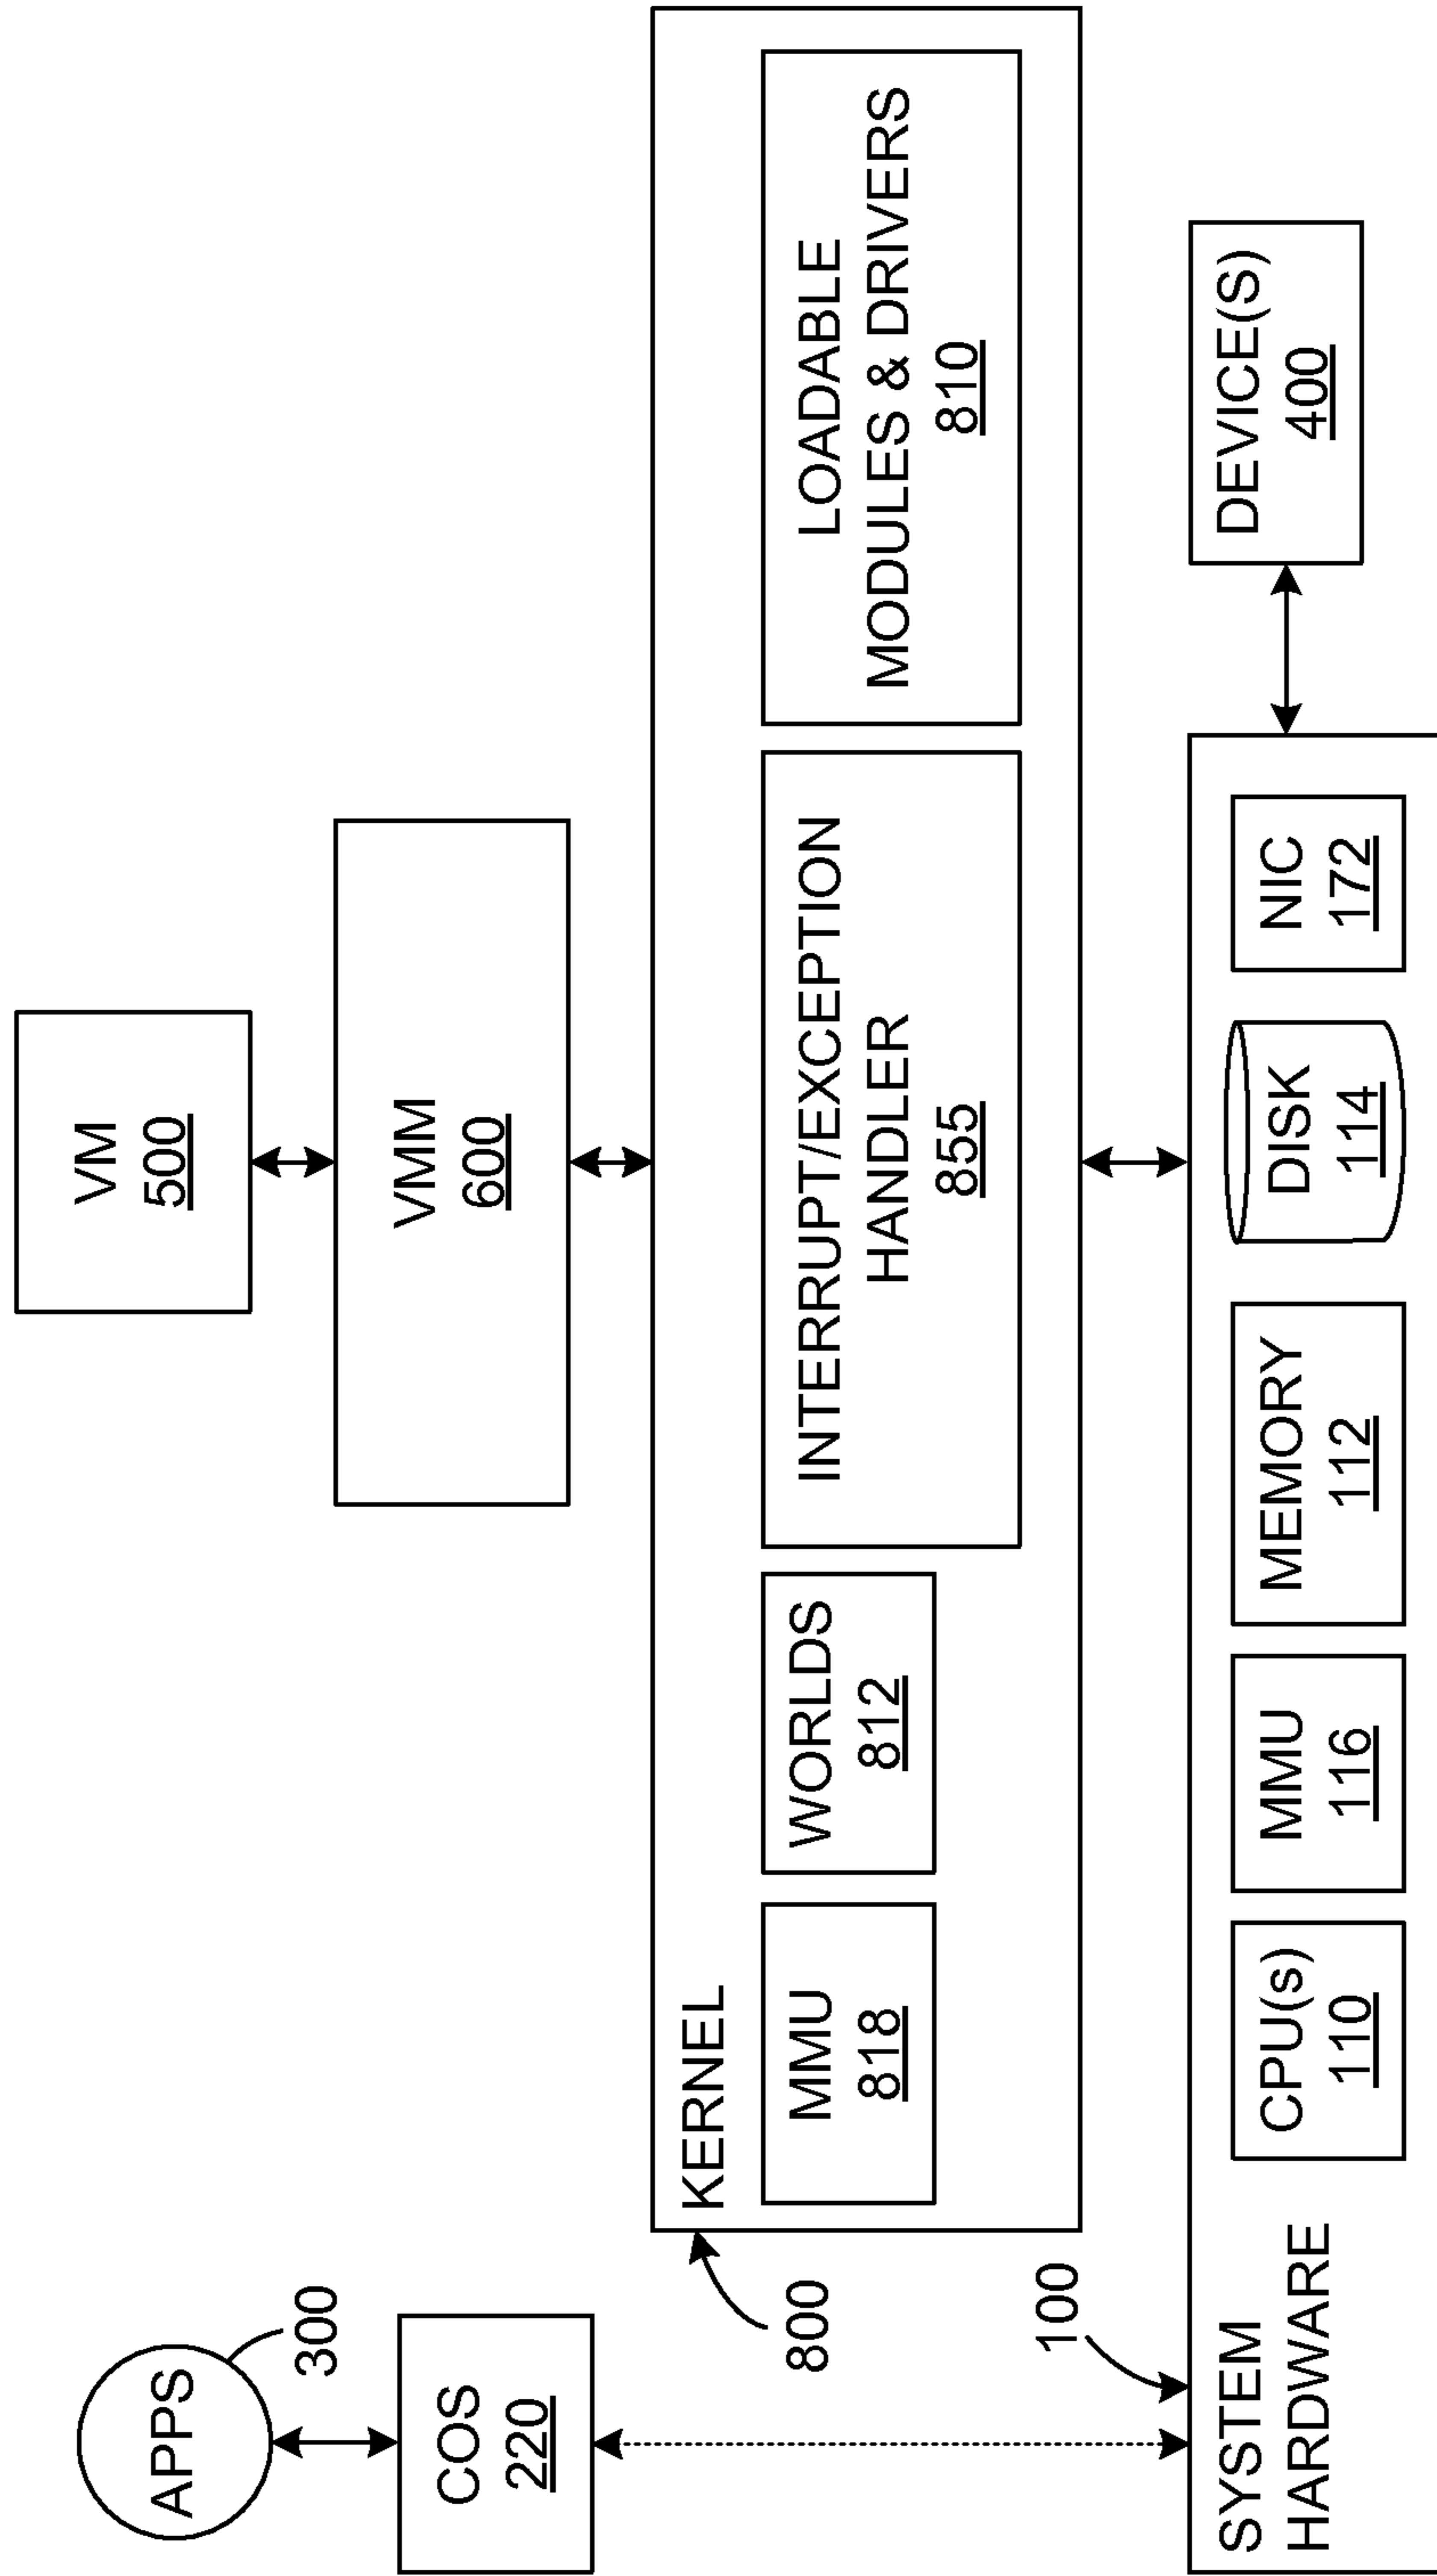 APPS
300
COS
220
VM
500
VMM
600
KERNEL
800
MMU
818
WORLDS
812
INTERRUPT/EXCEPTION
HANDLER
855
LOADABLE
MODULES & DRIVERS
810
100
SYSTEM
HARDWARE
CPU(s)
110
MMU
116
MEMORY
112
DISK
114
NIC
172
DEVICE(S)
400